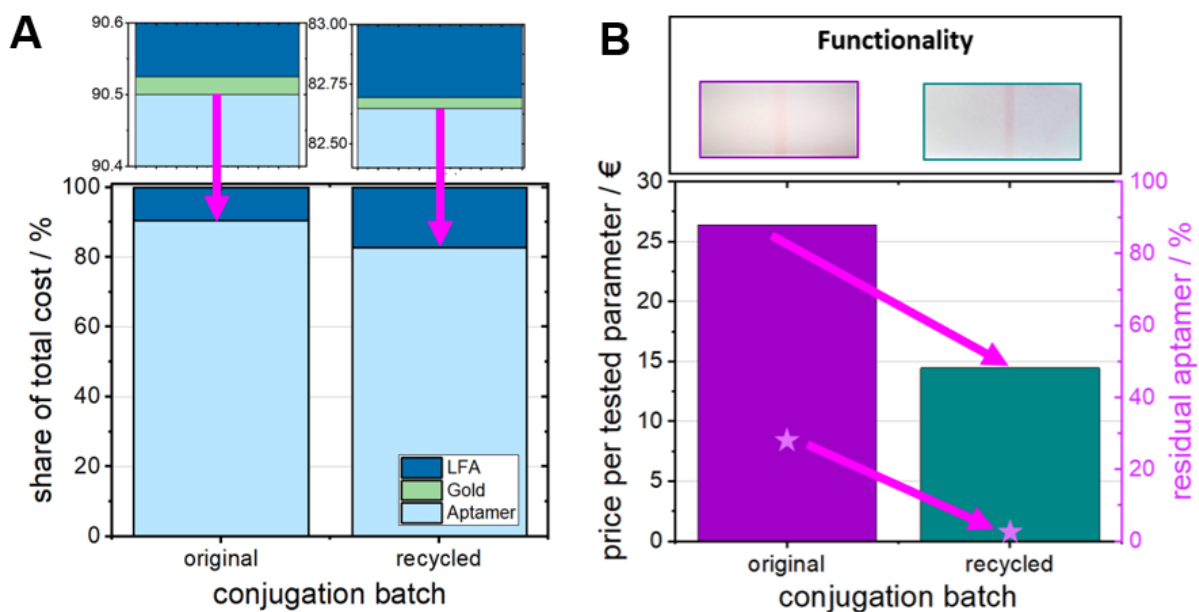 A
90.6
90.5
90.4
83.00
82.75
82.50
100
80
60
40
20
0
share of total cost / %
LFA
Gold
Aptamer
original
recycled
conjugation batch
B
Functionality
30
25
20
15
10
5
0
price per tested parameter / €
100
80
60
40
20
0
residual aptamer / %
original
recycled
conjugation batch